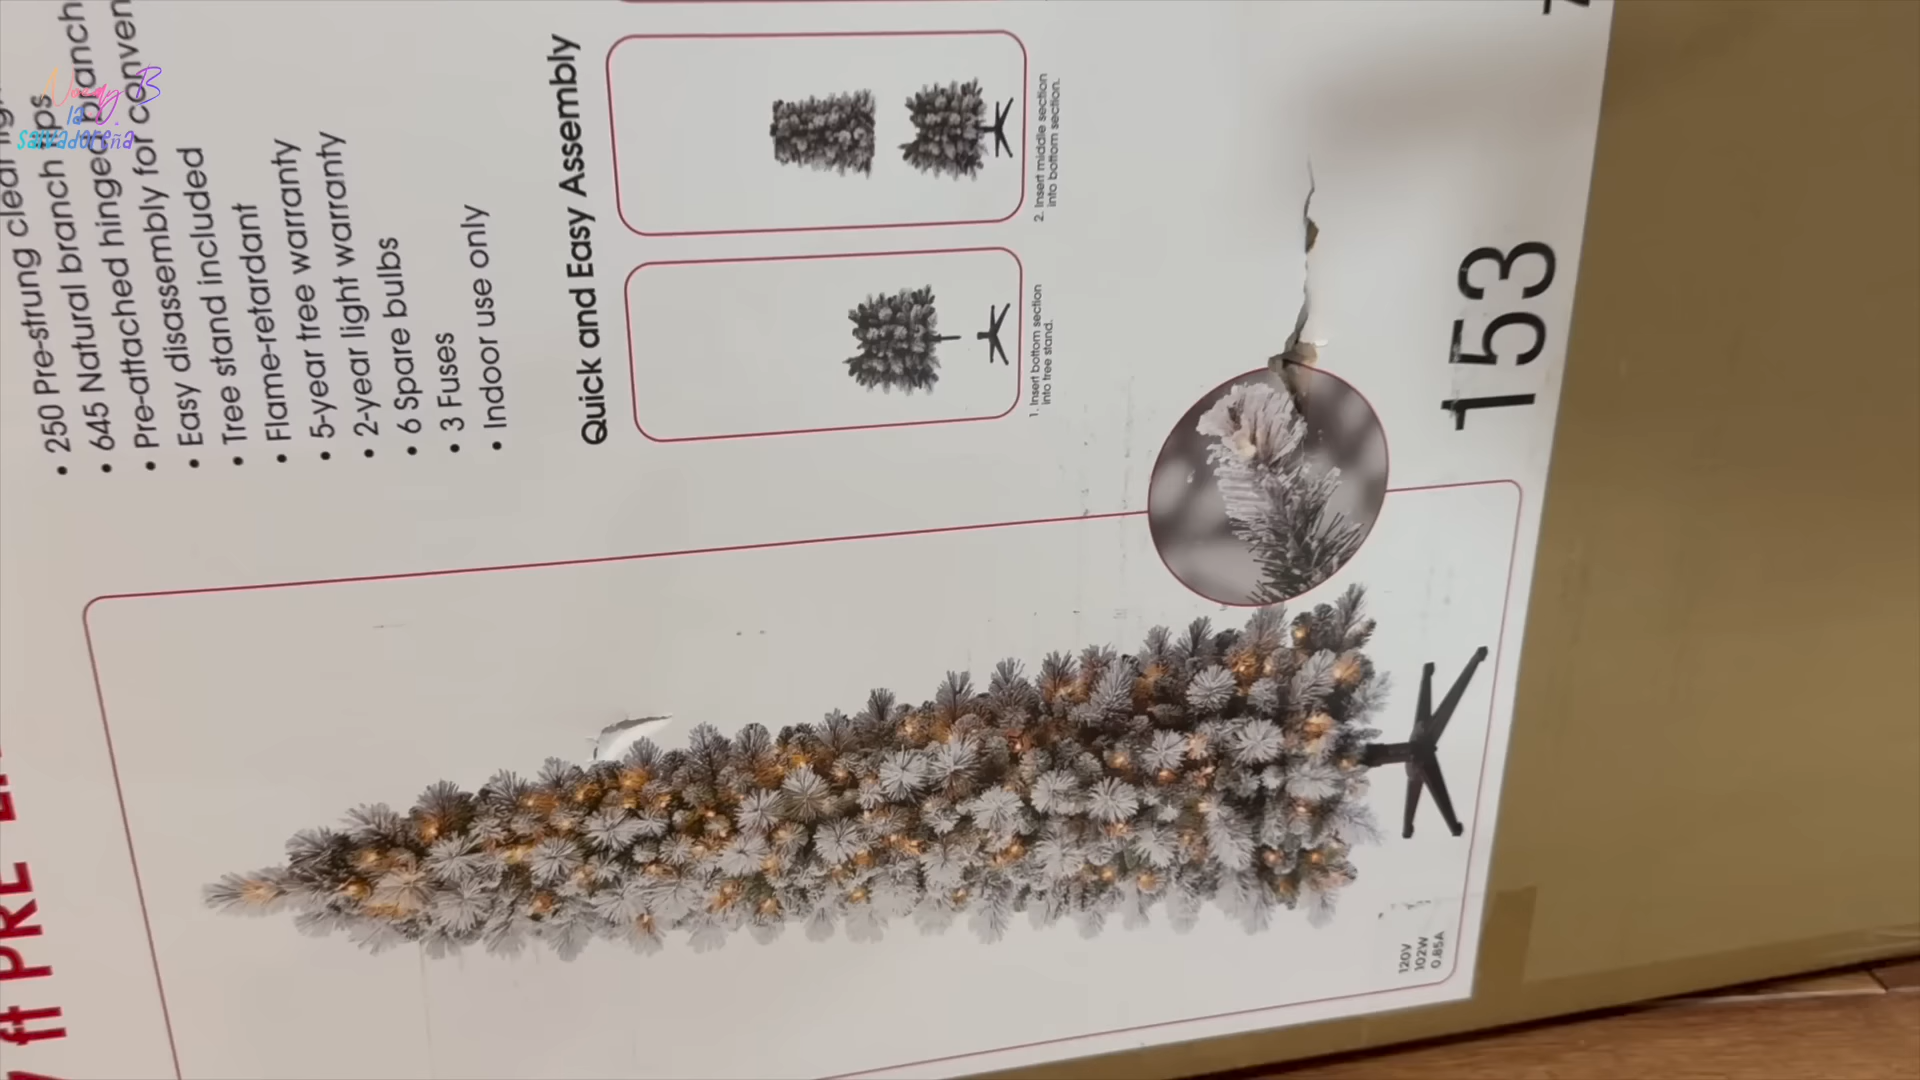 7 ft PRE
• 250 Pre-strung clear
• 645 Natural branch tips
• Pre-attached hinged branch
• Easy disassembly for conven
• Tree stand included
• Flame-retardant
• 5-year tree warranty
• 2-year light warranty
• 6 Spare bulbs
• 3 Fuses
• Indoor use only
Quick and Easy Assembly
1. Insert bottom section
into tree stand.
2. Insert middle section
into bottom section.
153
120V
102W
0.85A
la
salvadoreña